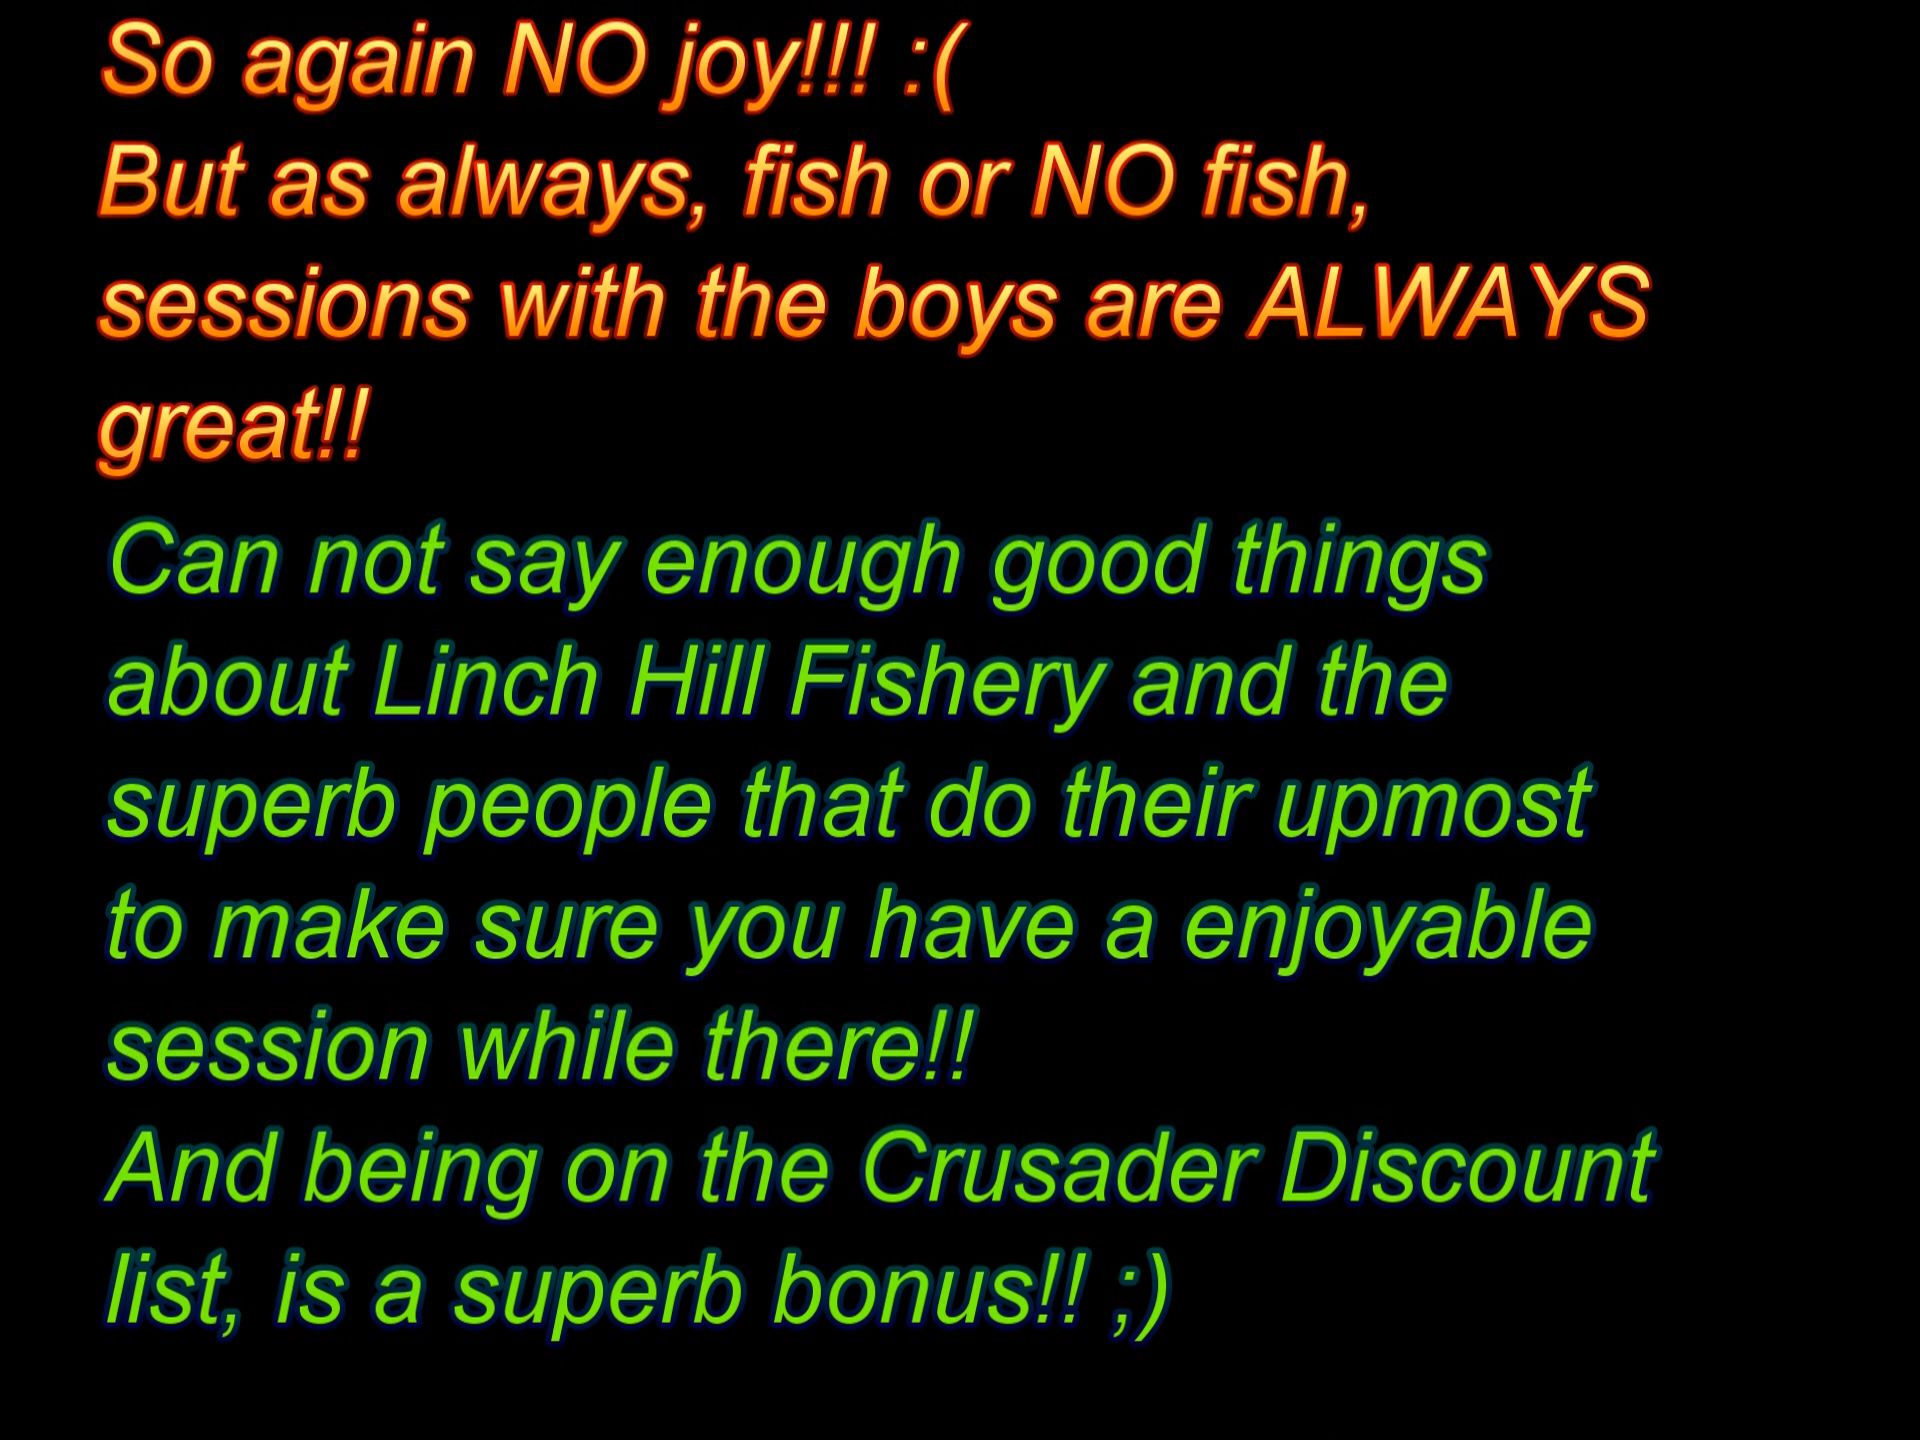 So again NO joy!!! :(
But as always, fish or NO fish,
sessions with the boys are ALWAYS
great!!
Can not say enough good things
about Linch Hill Fishery and the
superb people that do their upmost
to make sure you have a enjoyable
session while there!!
And being on the Crusader Discount
list, is a superb bonus!! ;)